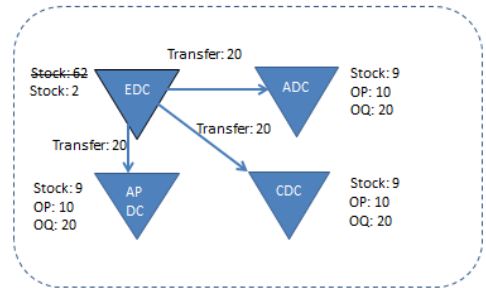 Transfer: 20
Stock: 62
Stock: 2
EDC
ADC
Stock: 9
OP: 10
OQ: 20
Transfer: 20
Transfer: 20
Stock: 9
OP: 10
OQ: 20
AP
DC
CDC
Stock: 9
OP: 10
OQ: 20